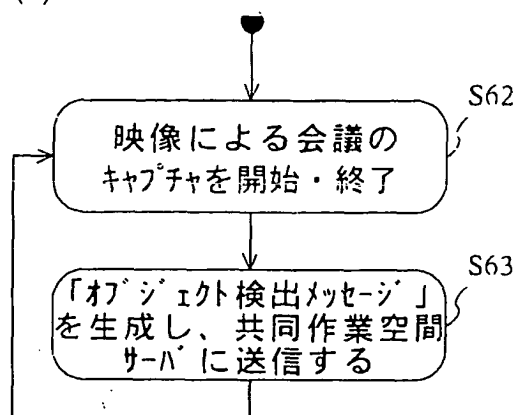 S62
映像による会議の
ｷｬﾌﾟﾁｬを開始・終了
S63
「ｵﾌﾞｼﾞｪｸﾄ検出ﾒｯｾｰｼﾞ」
を生成し、共同作業空間
ｻｰﾊﾞに送信する